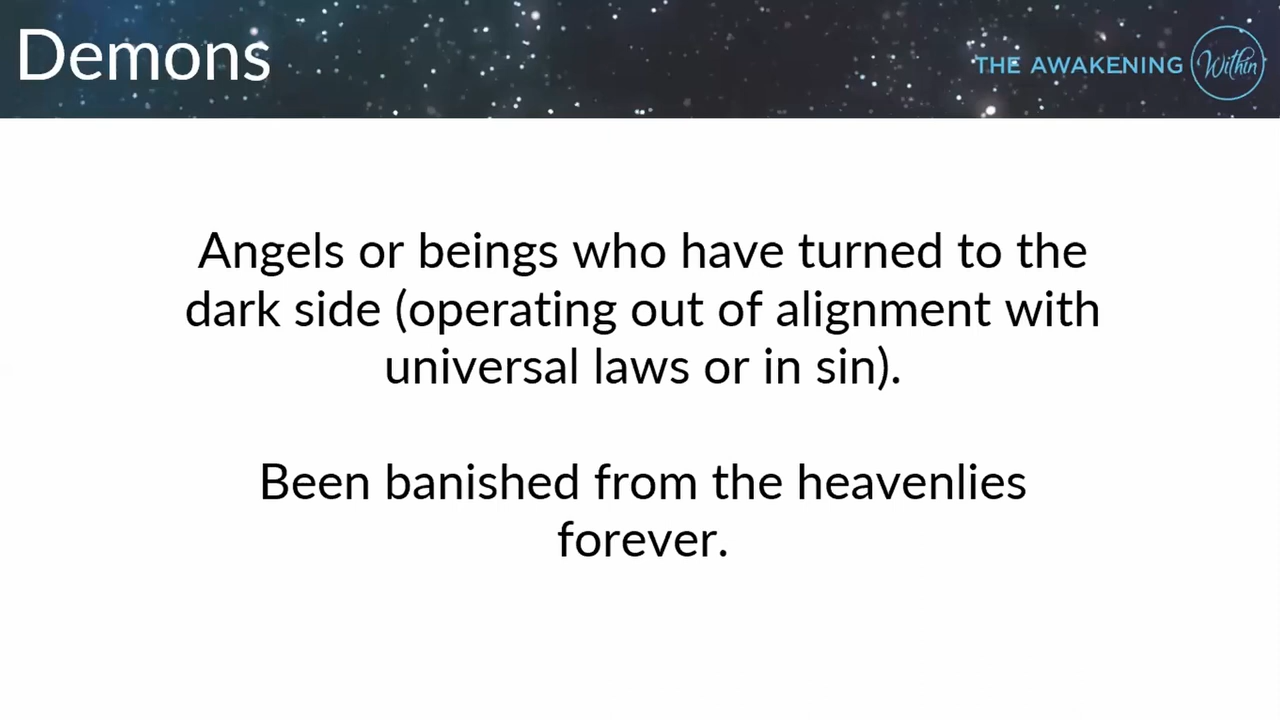 Demons
THE AWAKENING Within
Angels or beings who have turned to the
dark side (operating out of alignment with
universal laws or in sin).
Been banished from the heavenlies
forever.